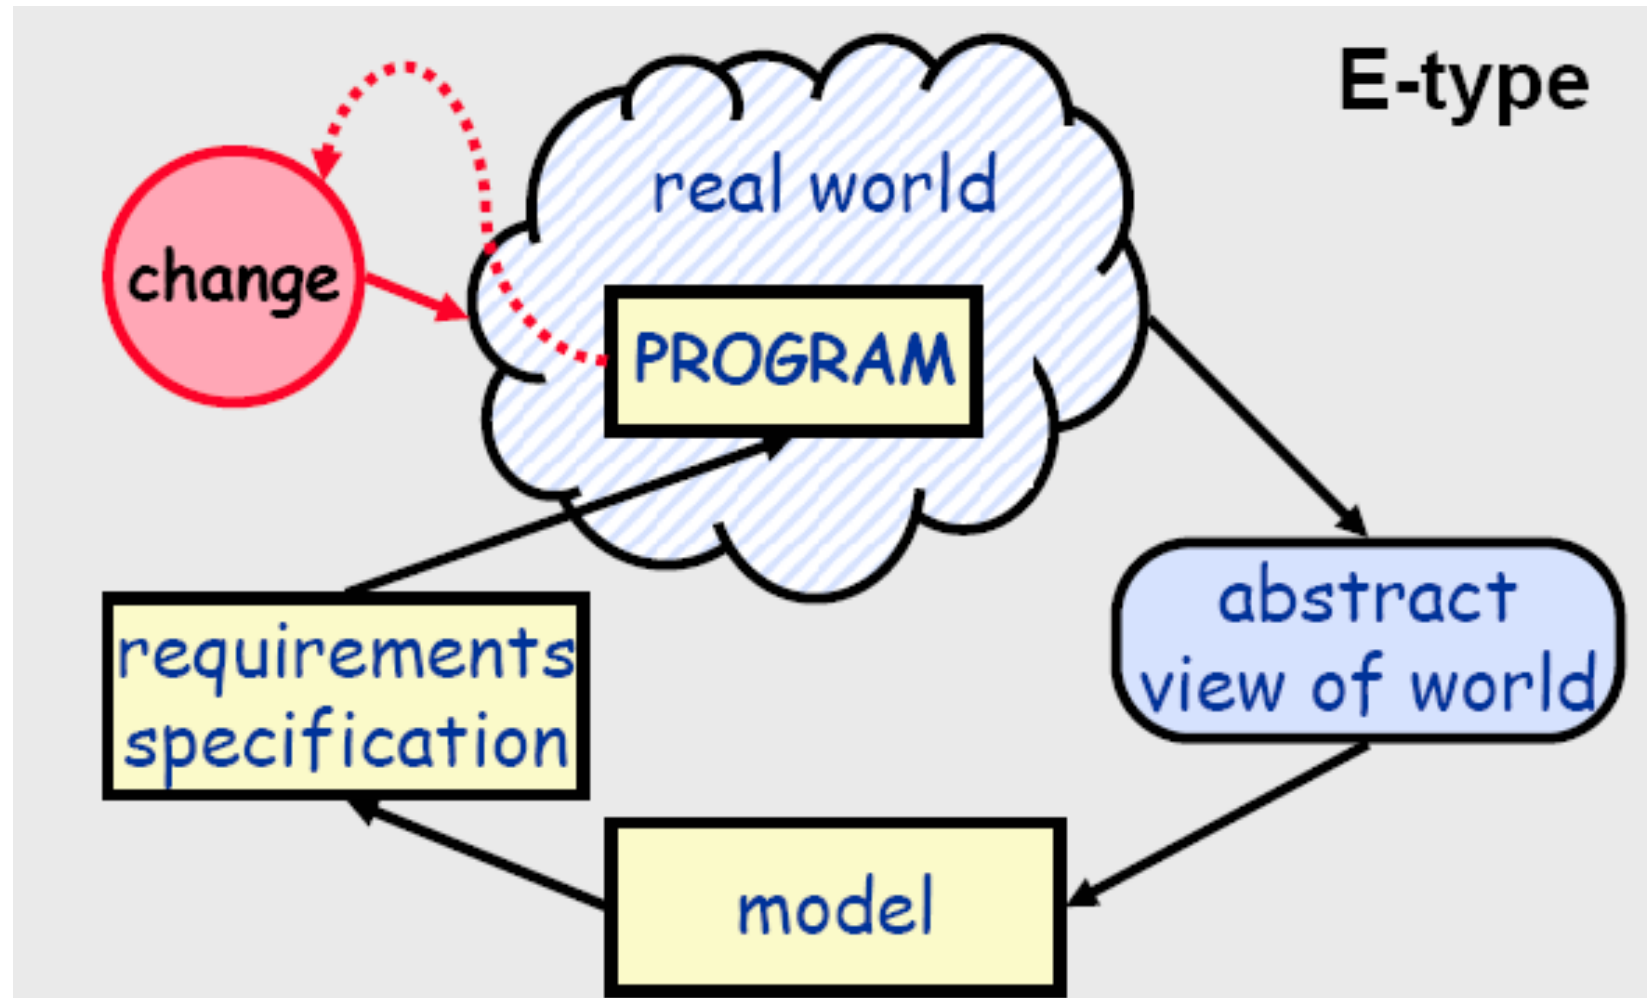 E-type
real world
change
PROGRAM
abstract
view of world
requirements
specification
model